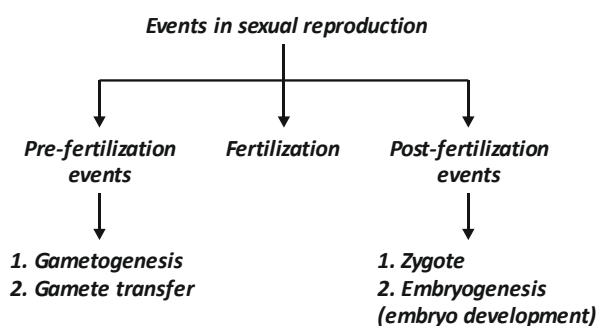 Events in sexual reproduction
Pre-fertilization
events
Fertilization
Post-fertilization
events
1. Gametogenesis
2. Gamete transfer
1. Zygote
2. Embryogenesis
(embryo development)